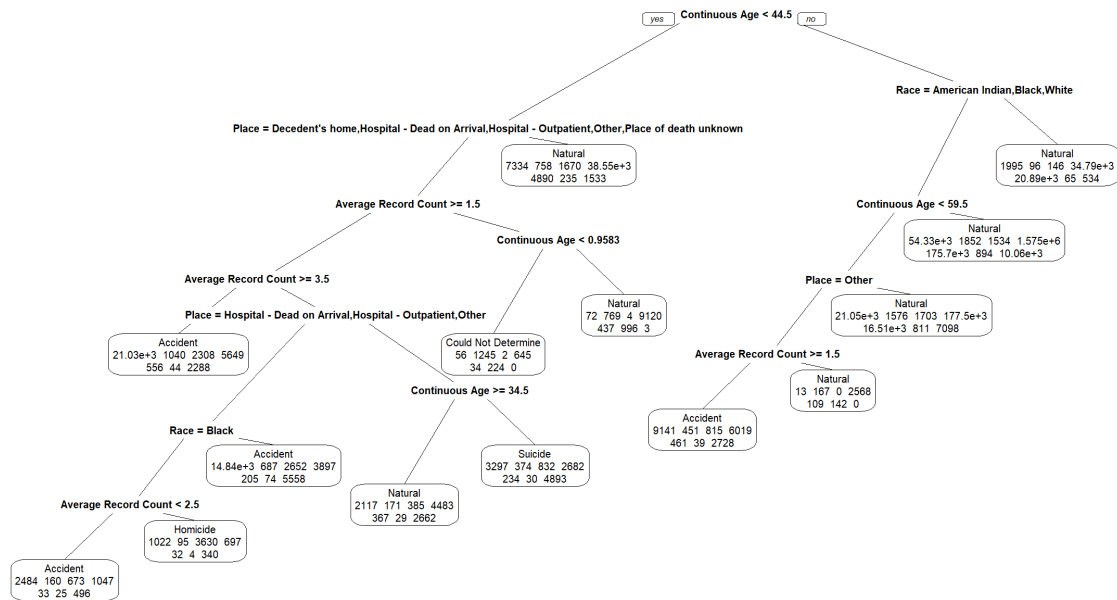 yes
Continuous Age < 44.5
no
Race = American Indian,Black,White
Place = Decedent's home,Hospital - Dead on Arrival,Hospital - Outpatient,Other,Place of death unknown
Natural
7334 758 1670 38.55e+3
4890 235 1533
Natural
1995 96 146 34.79e+3
20.89e+3 65 534
Average Record Count >= 1.5
Continuous Age < 59.5
Continuous Age < 0.9583
Natural
54.33e+3 1852 1534 1.575e+6
175.7e+3 894 10.06e+3
Average Record Count >= 3.5
Place = Other
Place = Hospital - Dead on Arrival,Hospital - Outpatient,Other
Natural
72 769 4 9120
437 996 3
Natural
21.05e+3 1576 1703 177.5e+3
16.51e+3 811 7098
Accident
21.03e+3 1040 2308 5649
556 44 2288
Could Not Determine
56 1245 2 645
34 224 0
Average Record Count >= 1.5
Continuous Age >= 34.5
Natural
13 167 0 2568
109 142 0
Accident
9141 451 815 6019
461 39 2728
Race = Black
Accident
14.84e+3 687 2652 3897
205 74 5558
Suicide
3297 374 832 2682
234 30 4893
Natural
2117 171 385 4483
367 29 2662
Average Record Count < 2.5
Homicide
1022 95 3630 697
32 4 340
Accident
2484 160 673 1047
33 25 496